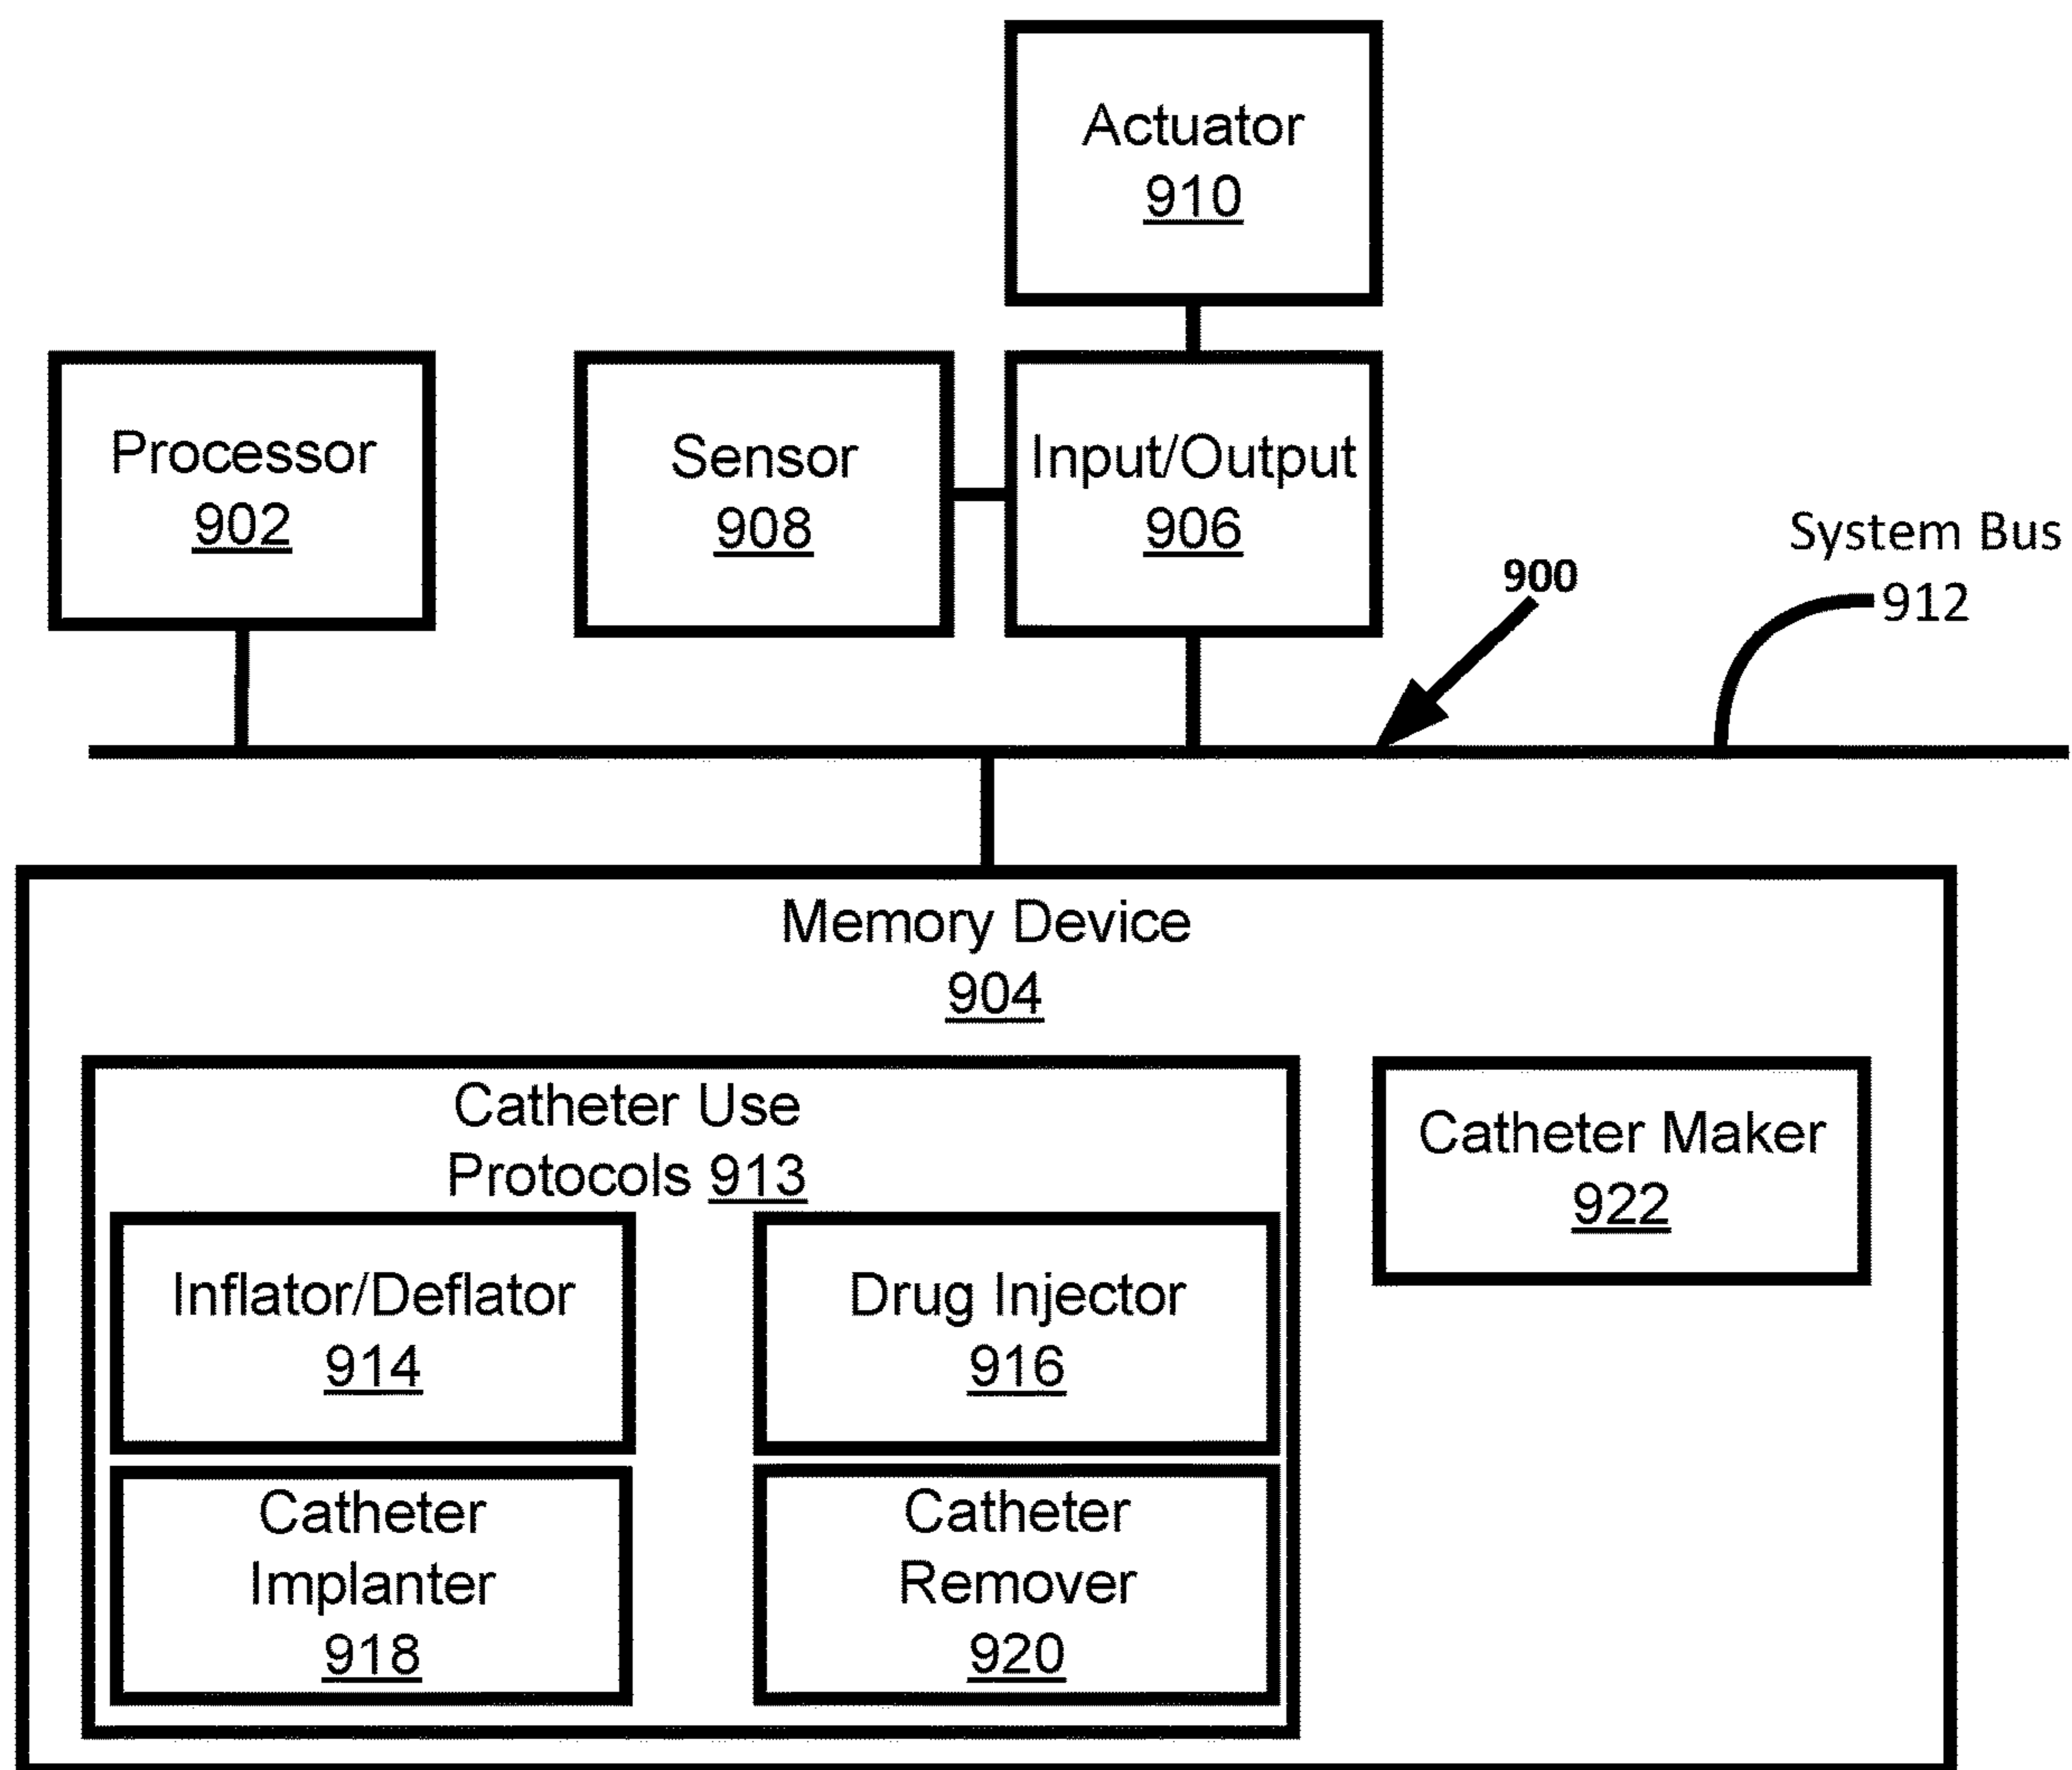 Actuator
910
Processor
902
Sensor
908
Input/Output
906
900
System Bus
912
Memory Device
904
Catheter Use
Protocols 913
Inflator/Deflator
914
Drug Injector
916
Catheter
Implanter
918
Catheter
Remover
920
Catheter Maker
922